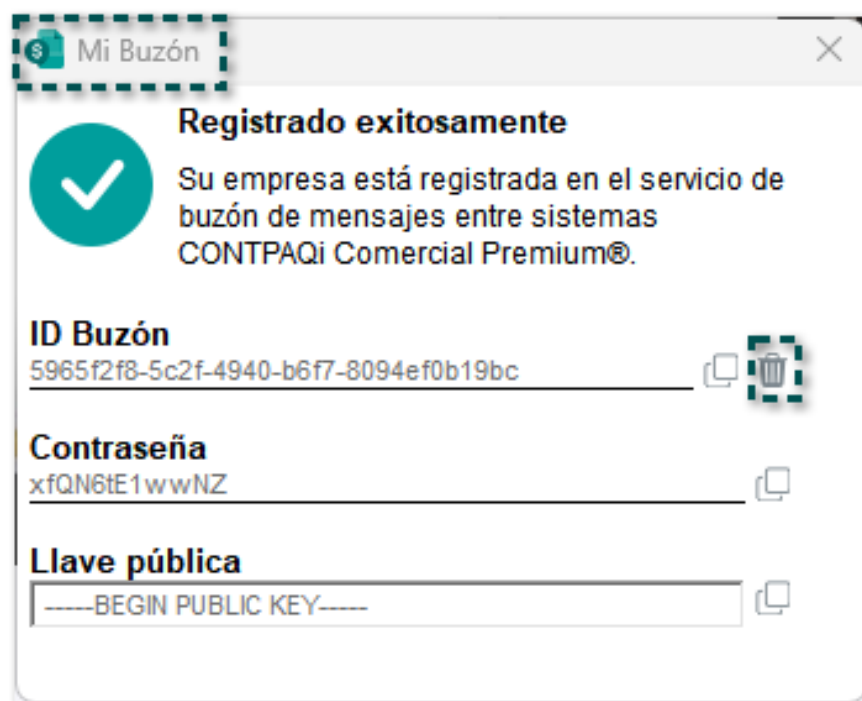 Mi Buzón
Registrado exitosamente
Su empresa está registrada en el servicio de
buzón de mensajes entre sistemas
CONTPAQi Comercial Premium®.
ID Buzón
5965f2f8-5c2f-4940-b6f7-8094ef0b19bc
Contraseña
xfQN6tE1wwNZ
Llave pública
-----BEGIN PUBLIC KEY-----